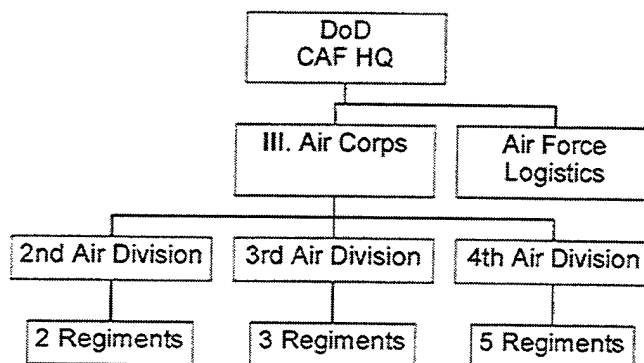 DoD
CAF HQ
III. Air Corps
Air Force
Logistics
2nd Air Division
3rd Air Division
4th Air Division
2 Regiments
3 Regiments
5 Regiments